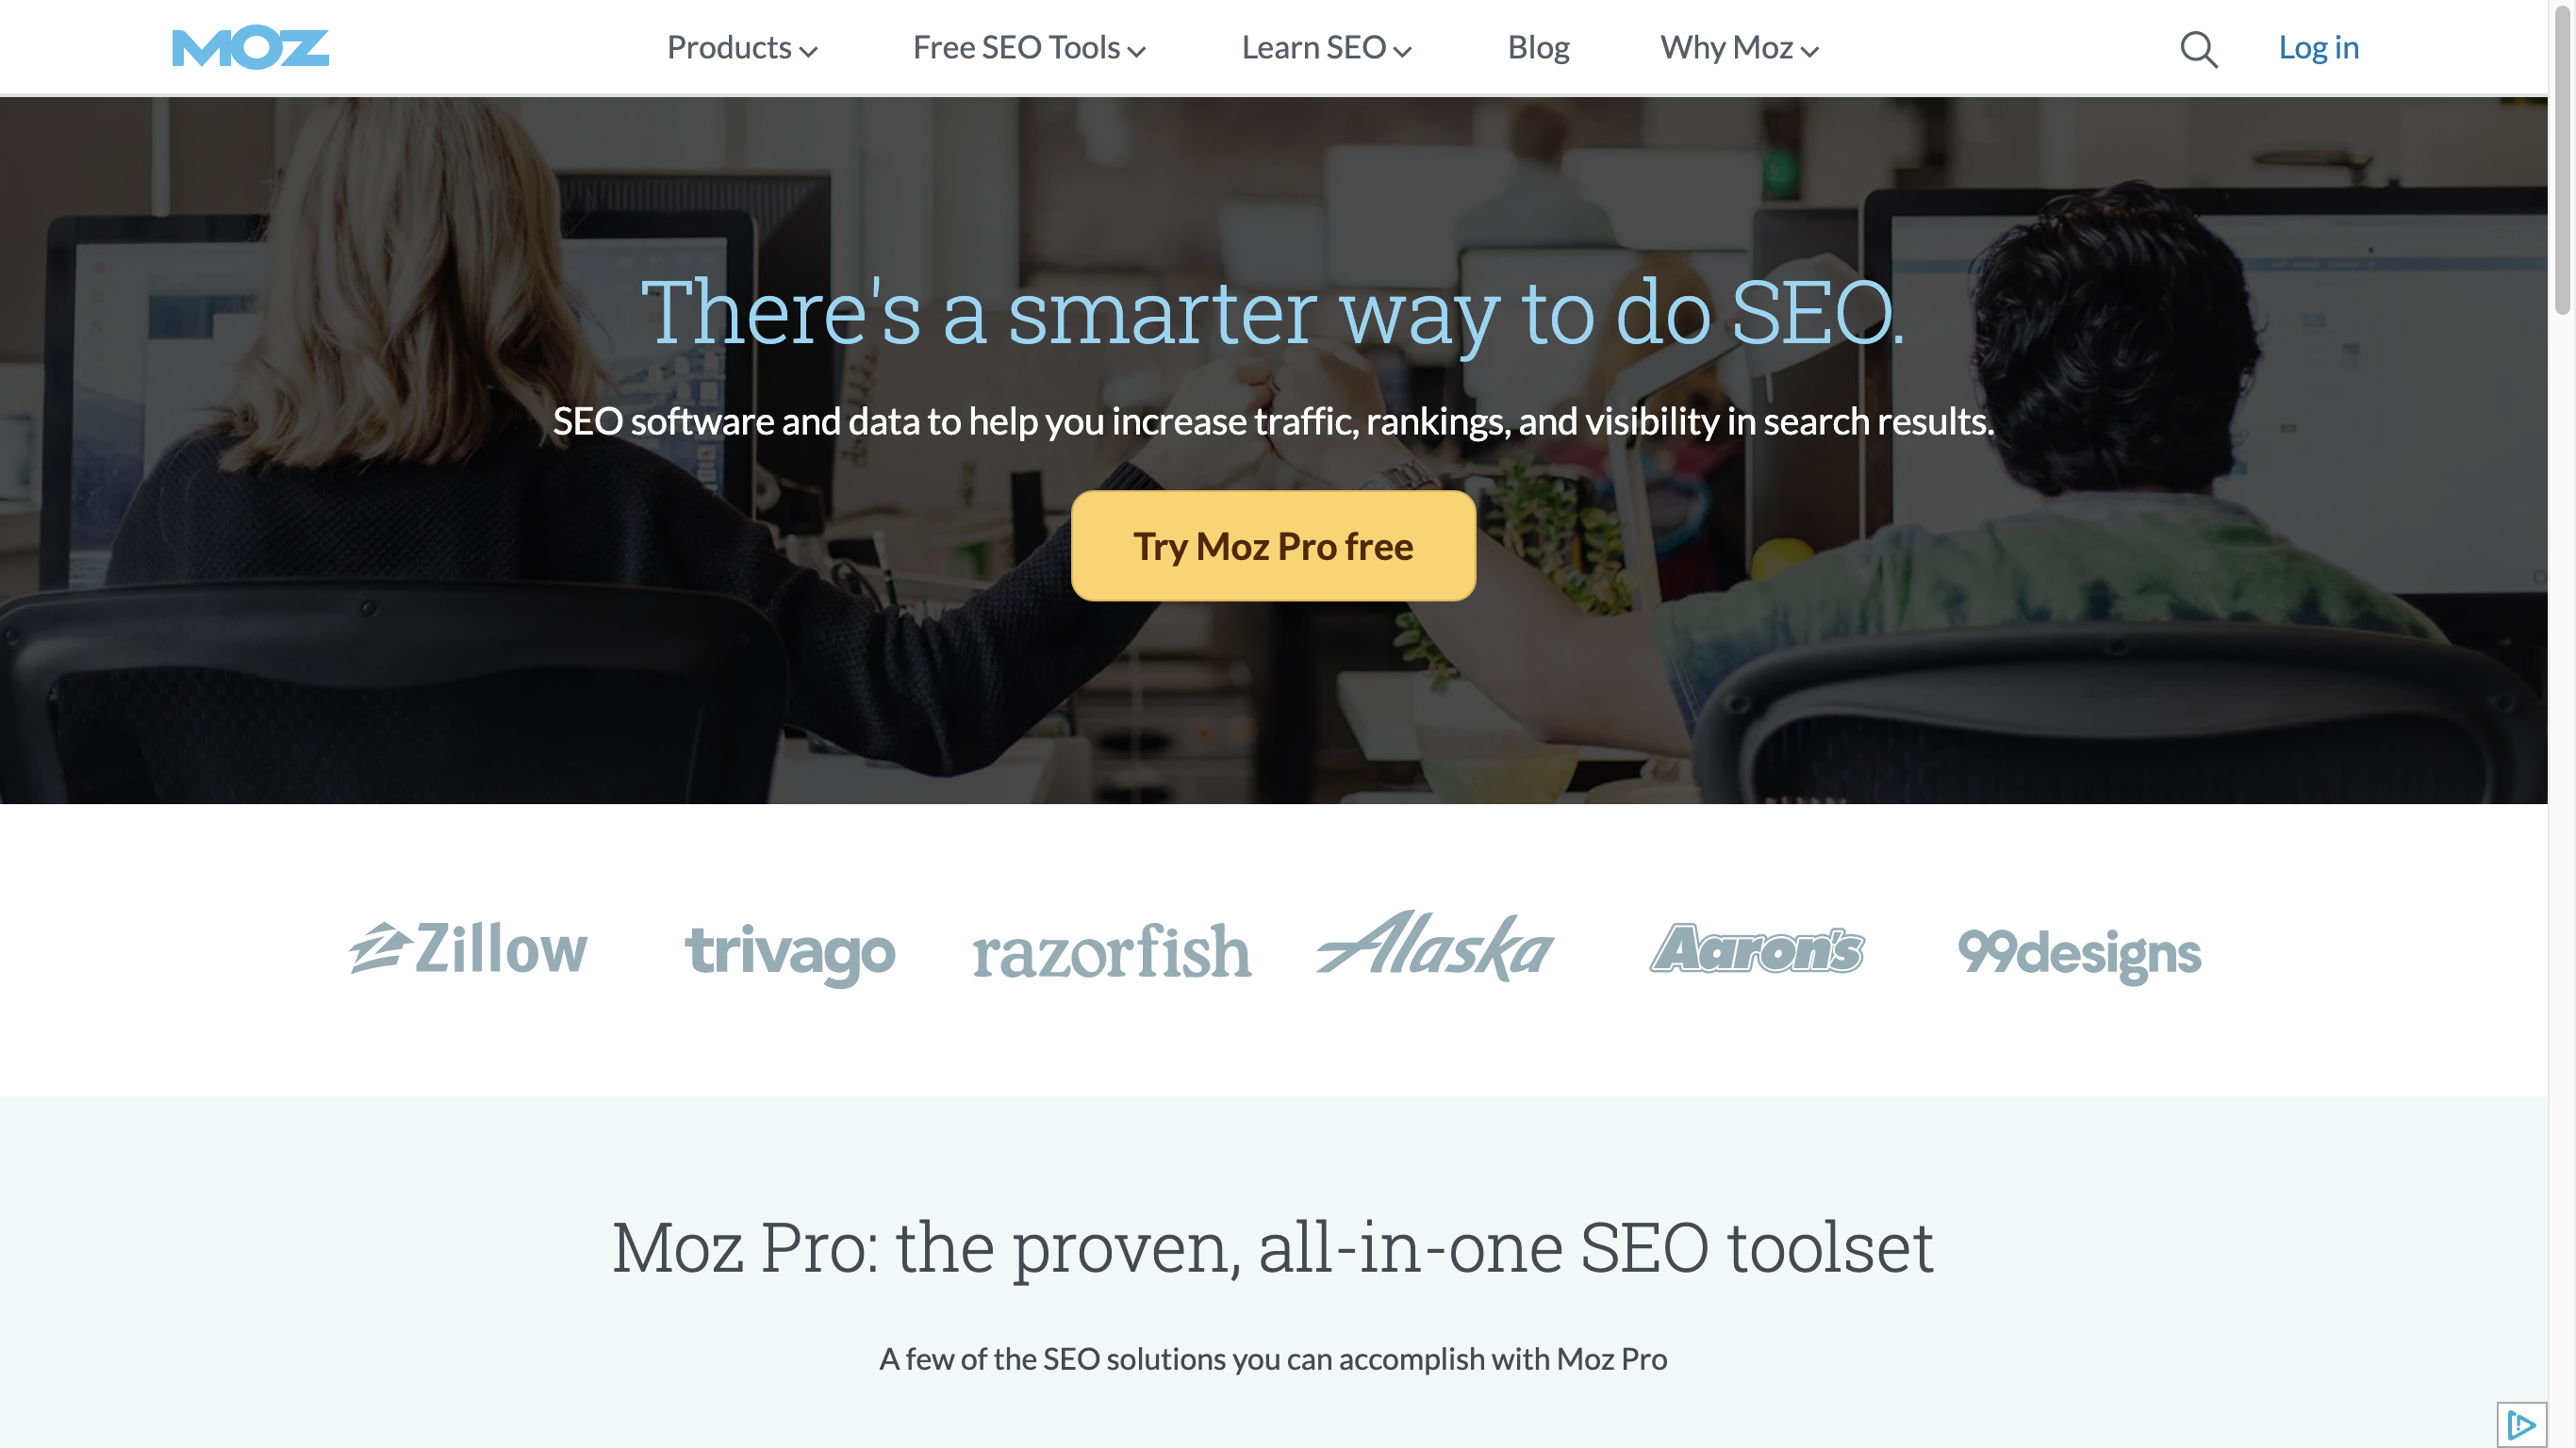 MOZ
Products
Free SEO Tools
Learn SEO
Blog
Why Moz
Log in
There's a smarter way to do SEO.
SEO software and data to help you increase traffic, rankings, and visibility in search results.
Try Moz Pro free
Zillow
trivago
razorfish
Alaska
Aaron's
99designs
Moz Pro: the proven, all-in-one SEO toolset
A few of the SEO solutions you can accomplish with Moz Pro